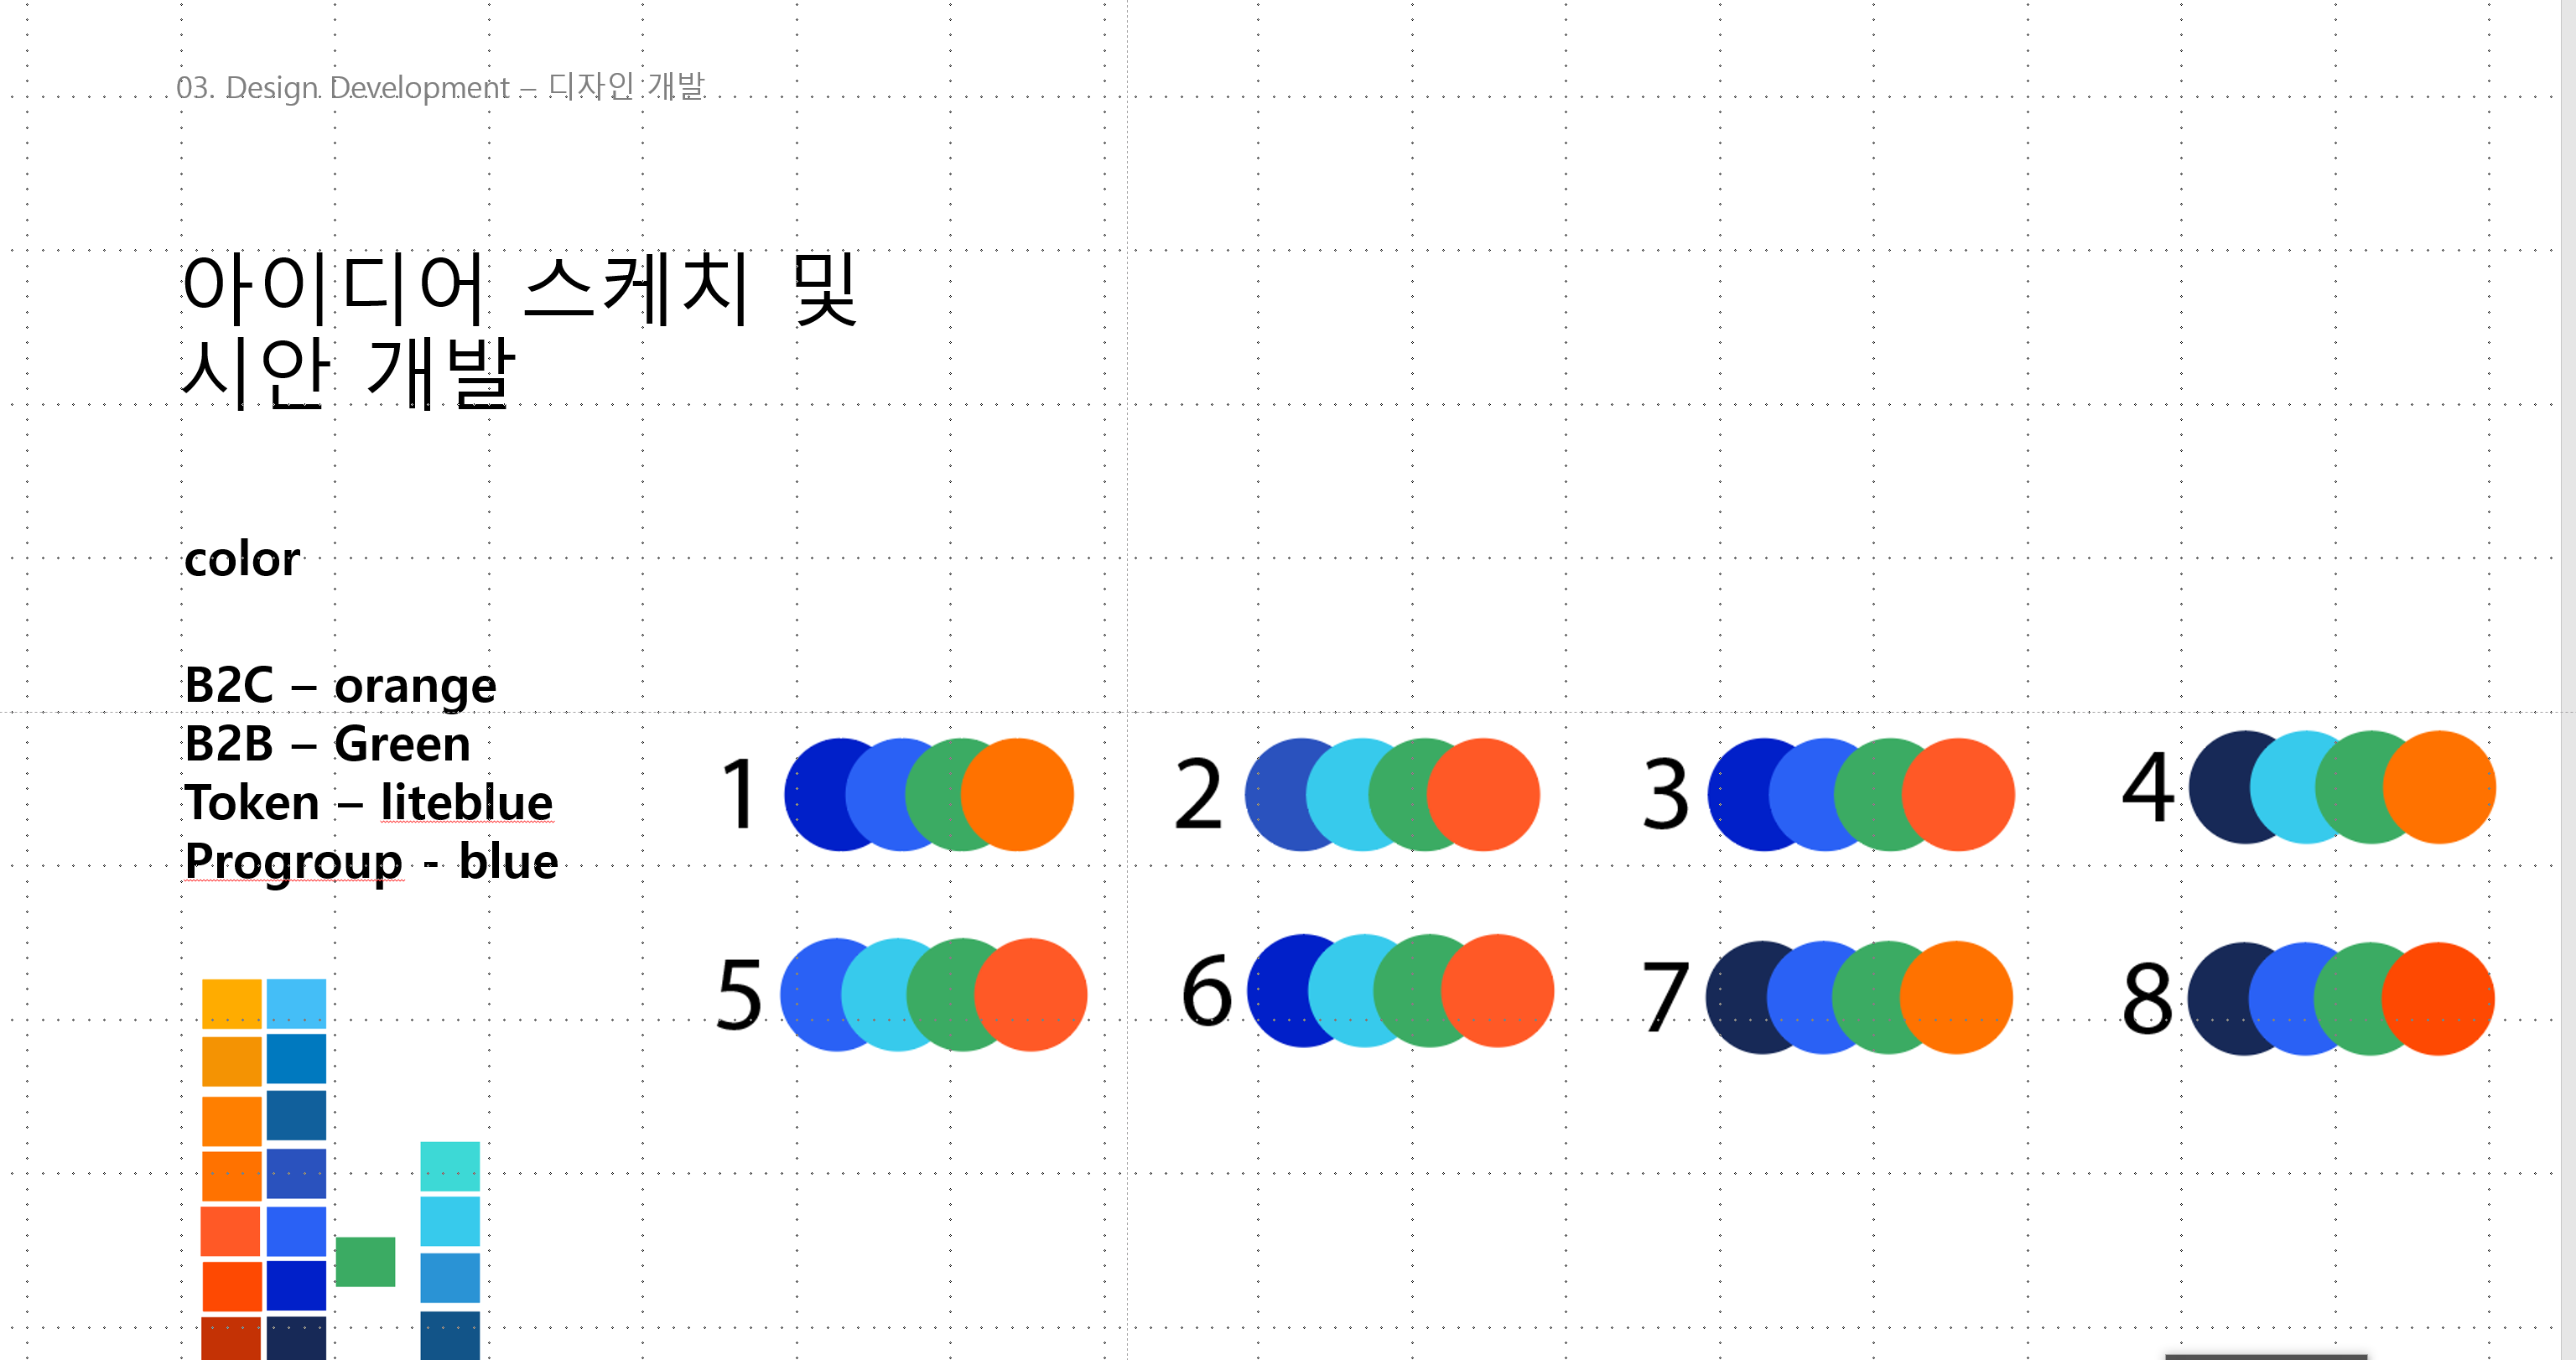 03. Design Development – 디자인 개발
아이디어 스케치 및
시안 개발
color
B2C – orange
B2B – Green
Token – liteblue
Progroup - blue
1
2
3
4
5
6
7
8